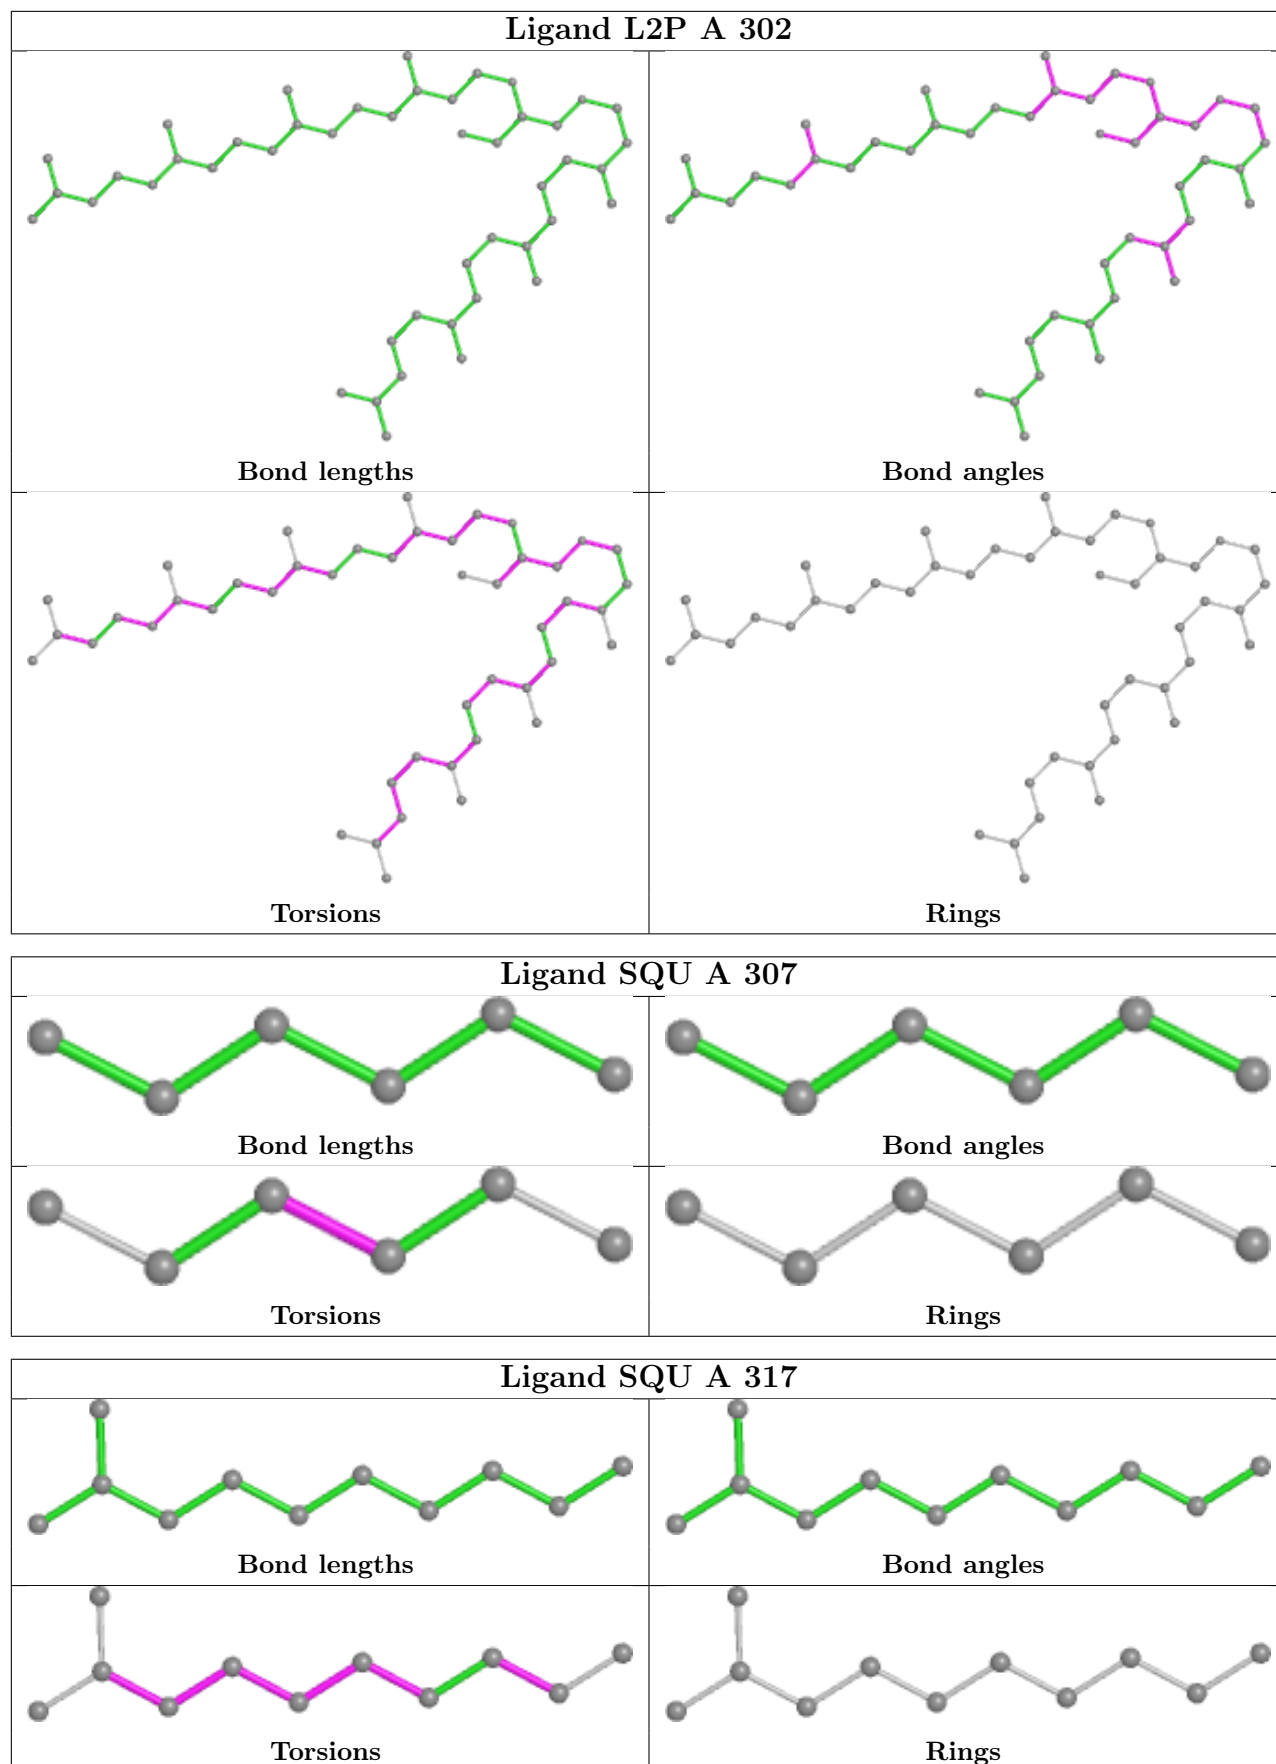 Ligand L2P A 302
Bond lengths
Bond angles
Torsions
Rings
Ligand SQU A 307
Bond lengths
Bond angles
Torsions
Rings
Ligand SQU A 317
Bond lengths
Bond angles
Torsions
Rings